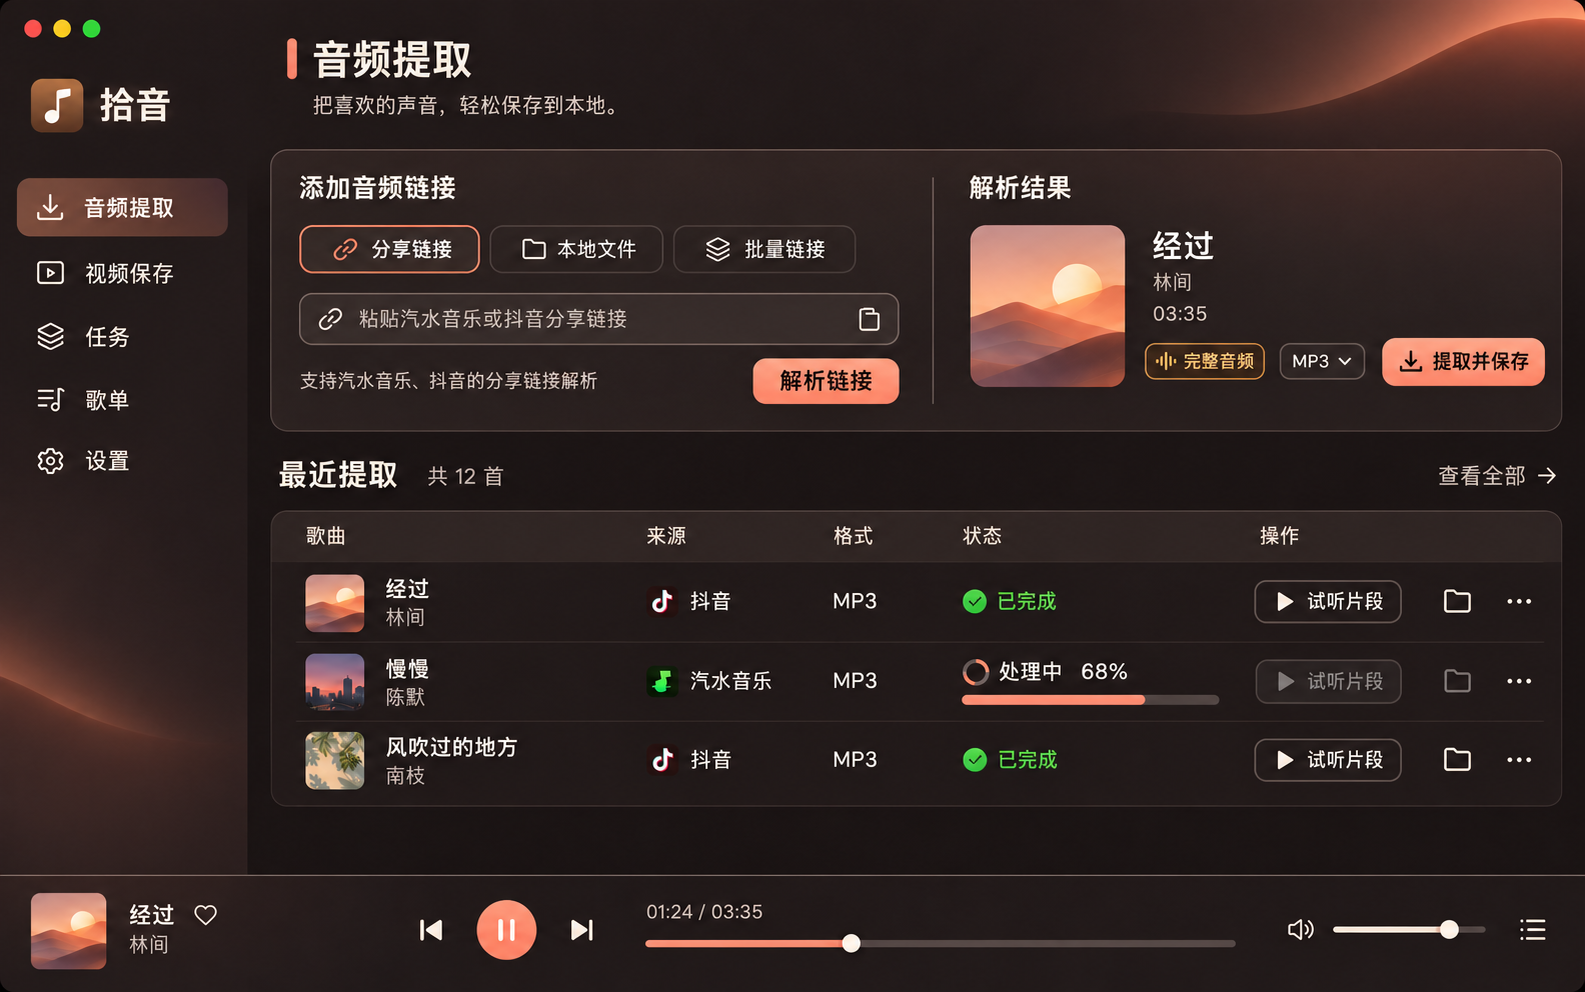 拾音
音频提取
视频保存
任务
歌单
设置
音频提取
把喜欢的声音，轻松保存到本地。
添加音频链接
分享链接
本地文件
批量链接
粘贴汽水音乐或抖音分享链接
支持汽水音乐、抖音的分享链接解析
解析链接
解析结果
经过
林间
03:35
完整音频
MP3
提取并保存
最近提取 共 12 首
查看全部
歌曲 来源 格式 状态 操作
经过
林间
抖音 MP3 已完成 试听片段
慢慢
陈默
汽水音乐 MP3 处理中 68% 试听片段
风吹过的地方
南枝
抖音 MP3 已完成 试听片段
经过
林间
01:24 / 03:35